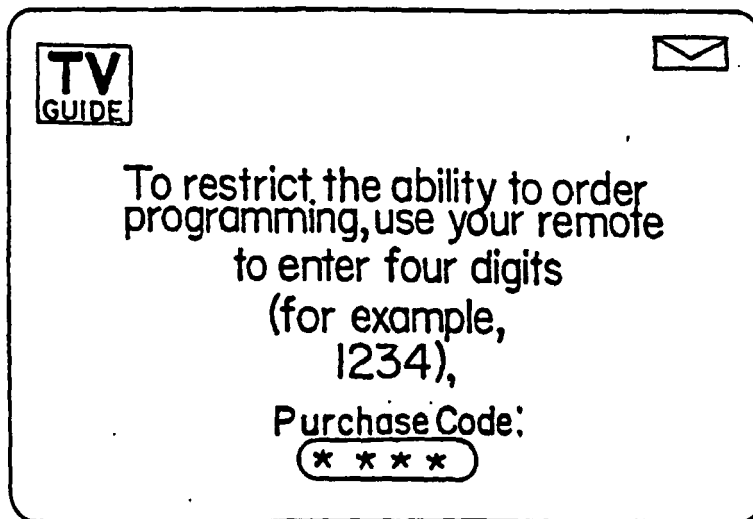 TV
GUIDE
To restrict the ability to order
programming, use your remote
to enter four digits
(for example,
1234),
Purchase Code:
* * * *